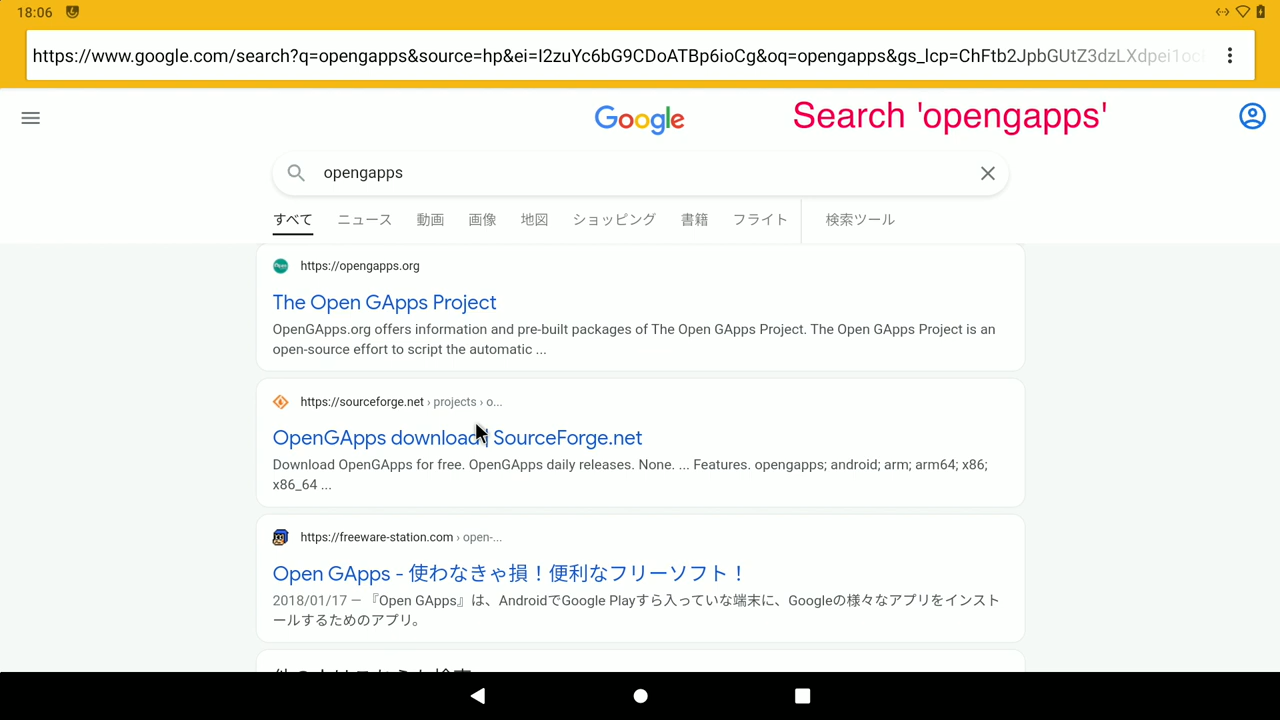 18:06
https://www.google.com/search?q=opengapps&source=hp&ei=I2zuYc6bG9CDoATBp6ioCg&oq=opengapps&gs_lcp=ChFtb2JpbGUtZ3dzLXdpei1oc
Google
Search 'opengapps'
opengapps
すべて ニュース 動画 画像 地図 ショッピング 書籍 フライト 検索ツール
https://opengapps.org
The Open GApps Project
OpenGApps.org offers information and pre-built packages of The Open GApps Project. The Open GApps Project is an
open-source effort to script the automatic ...
https://sourceforge.net › projects › o...
OpenGApps download | SourceForge.net
Download OpenGApps for free. OpenGApps daily releases. None. ... Features. opengapps; android; arm; arm64; x86;
x86_64 ...
https://freeware-station.com › open-...
Open GApps - 使わなきゃ損！便利なフリーソフト！
2018/01/17 — 『Open GApps』は、AndroidでGoogle Playすら入っていな端末に、Googleの様々なアプリをインスト
ールするためのアプリ。